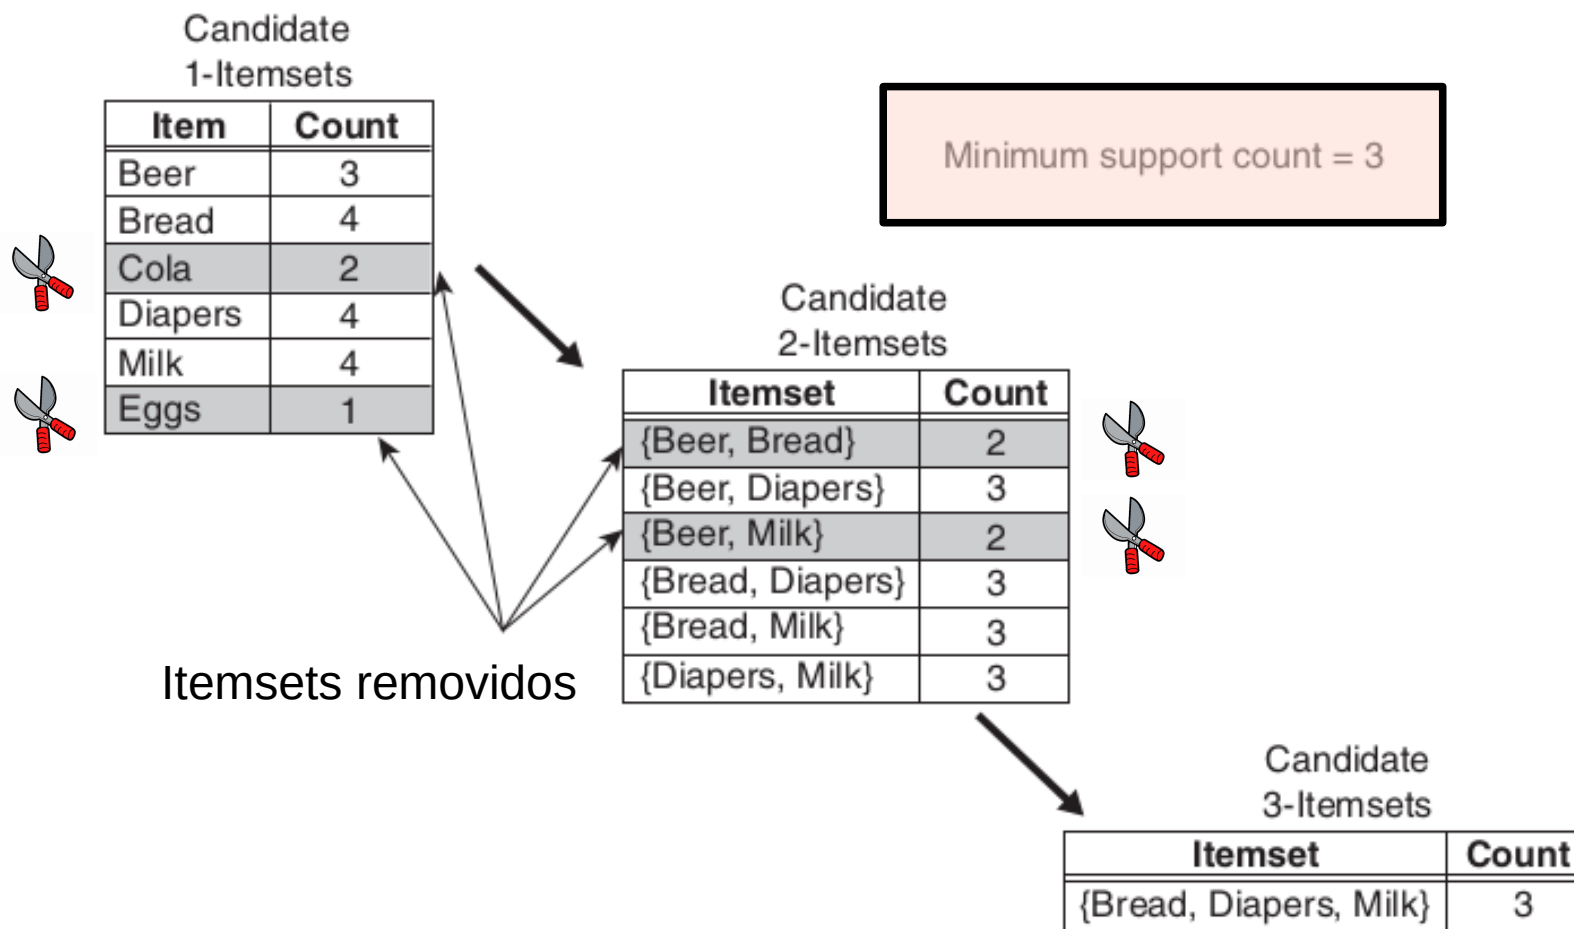 Candidate
1-Itemsets
Item Count
Beer 3
Bread 4
Cola 2
Diapers 4
Milk 4
Eggs 1
Minimum support count = 3
Candidate
2-Itemsets
Itemset Count
{Beer, Bread} 2
{Beer, Diapers} 3
{Beer, Milk} 2
{Bread, Diapers} 3
{Bread, Milk} 3
{Diapers, Milk} 3
Itemsets removidos
Candidate
3-Itemsets
Itemset Count
{Bread, Diapers, Milk} 3